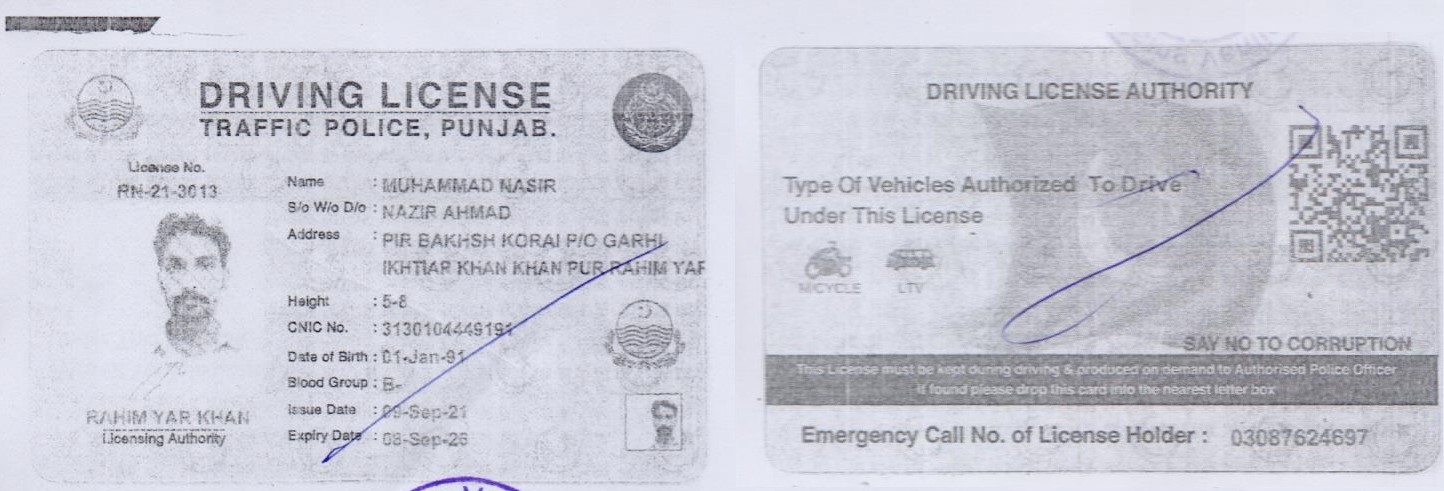 DRIVING LICENSE
TRAFFIC POLICE, PUNJAB.
License No.
RN-21-3013
Name : MUHAMMAD NASIR
S/o W/o D/o : NAZIR AHMAD
Address : PIR BAKHSH KORAI P/O GARHI
IKHTIAR KHAN KHAN PUR RAHIM YAR
Height : 5-8
CNIC No. : 3130104449191
Date of Birth : 01-Jan-91
Blood Group : B-
Issue Date : 09-Sep-21
Expiry Date : 08-Sep-26
RAHIM YAR KHAN
Licensing Authority
DRIVING LICENSE AUTHORITY
Type Of Vehicles Authorized To Drive
Under This License
M/CYCLE LTV
SAY NO TO CORRUPTION
This License must be kept during driving & produced on demand to Authorised Police Officer
If found please drop this card into the nearest letter box
Emergency Call No. of License Holder : 03087624697